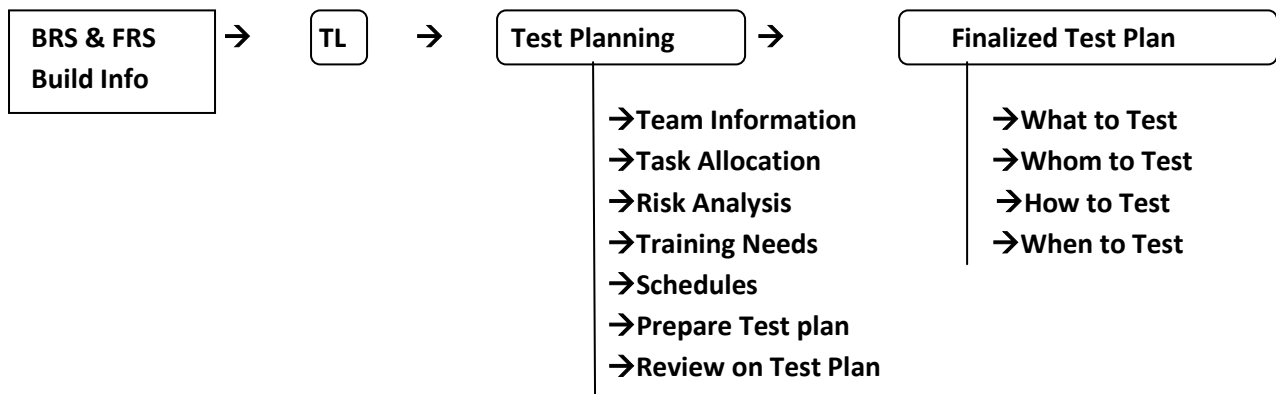 BRS & FRS
Build Info
→
TL
→
Test Planning
→
Finalized Test Plan
→Team Information
→Task Allocation
→Risk Analysis
→Training Needs
→Schedules
→Prepare Test plan
→Review on Test Plan
→What to Test
→Whom to Test
→How to Test
→When to Test